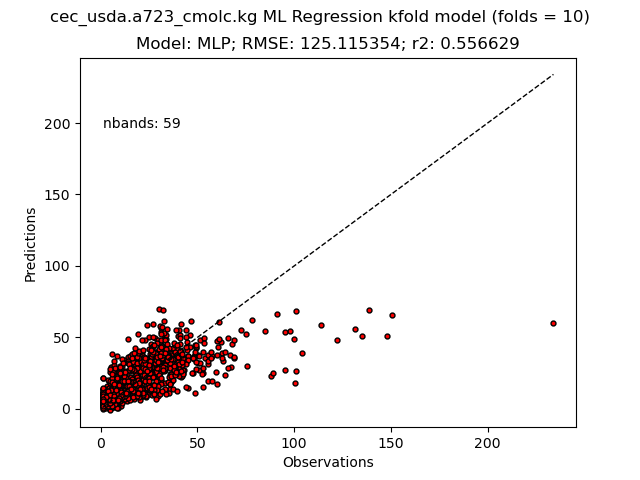 cec_usda.a723_cmolc.kg ML Regression kfold model (folds = 10)
Model: MLP; RMSE: 125.115354; r2: 0.556629
nbands: 59
Predictions
200
150
100
50
0
0 50 100 150 200
Observations